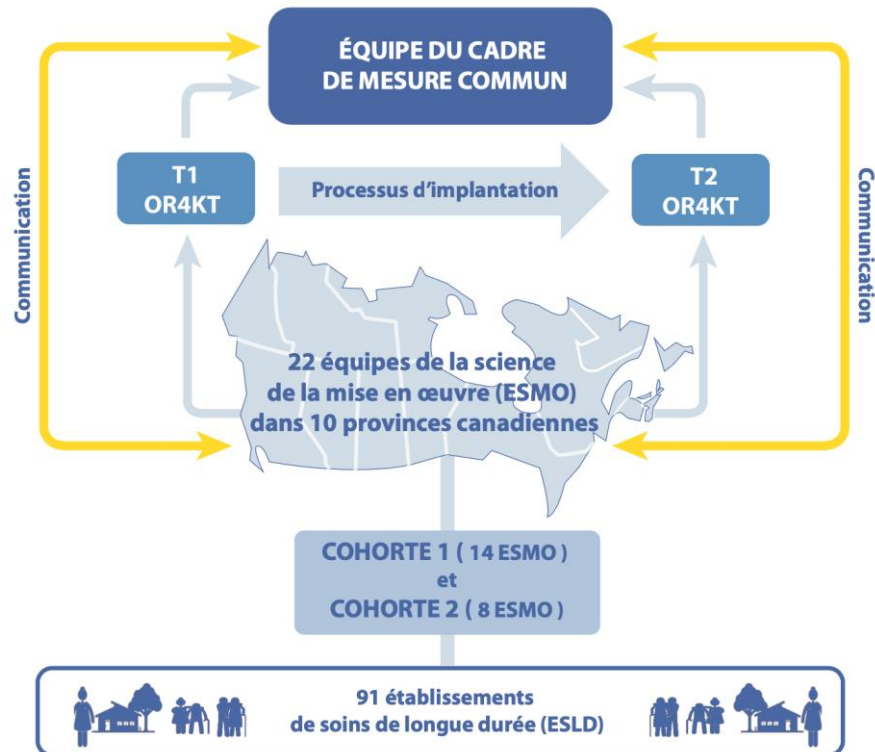 ÉQUIPE DU CADRE
DE MESURE COMMUN
T1
OR4KT
Processus d'implantation
T2
OR4KT
Communication
Communication
22 équipes de la science
de la mise en œuvre (ESMO)
dans 10 provinces canadiennes
COHORTE 1 ( 14 ESMO )
et
COHORTE 2 ( 8 ESMO )
91 établissements
de soins de longue durée (ESLD)